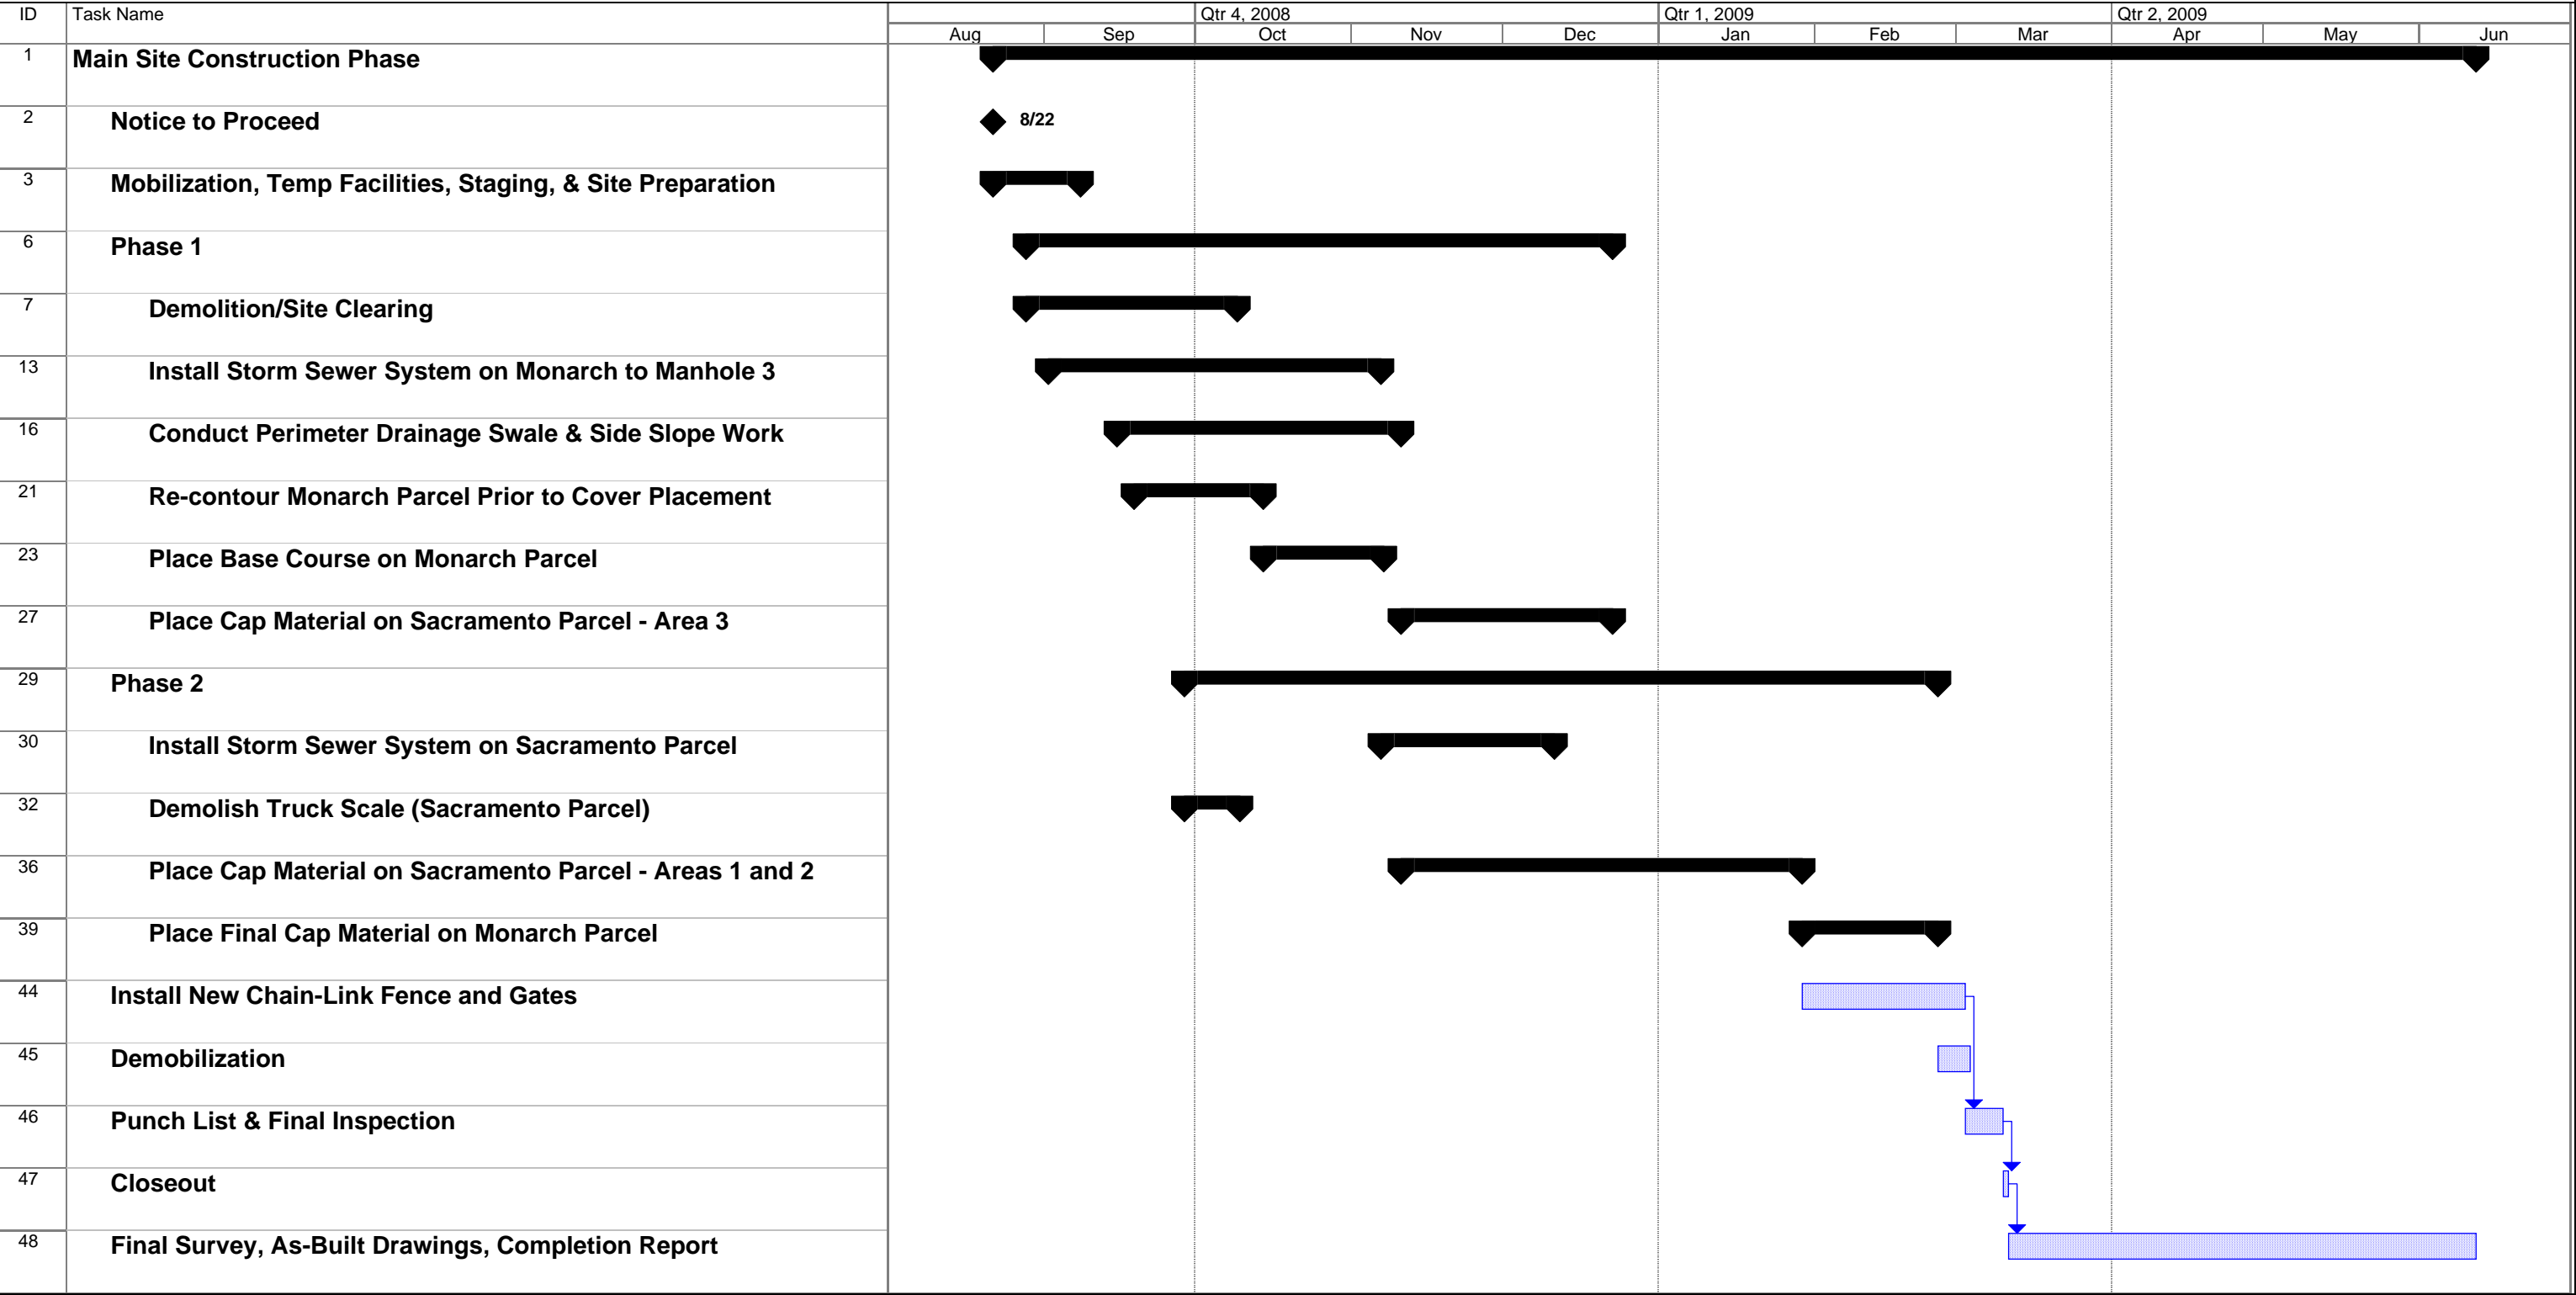 ID Task Name Qtr 4, 2008 Qtr 1, 2009 Qtr 2, 2009
Aug Sep Oct Nov Dec Jan Feb Mar Apr May Jun
1 Main Site Construction Phase
2 Notice to Proceed 8/22
3 Mobilization, Temp Facilities, Staging, & Site Preparation
6 Phase 1
7 Demolition/Site Clearing
13 Install Storm Sewer System on Monarch to Manhole 3
16 Conduct Perimeter Drainage Swale & Side Slope Work
21 Re-contour Monarch Parcel Prior to Cover Placement
23 Place Base Course on Monarch Parcel
27 Place Cap Material on Sacramento Parcel - Area 3
29 Phase 2
30 Install Storm Sewer System on Sacramento Parcel
32 Demolish Truck Scale (Sacramento Parcel)
36 Place Cap Material on Sacramento Parcel - Areas 1 and 2
39 Place Final Cap Material on Monarch Parcel
44 Install New Chain-Link Fence and Gates
45 Demobilization
46 Punch List & Final Inspection
47 Closeout
48 Final Survey, As-Built Drawings, Completion Report